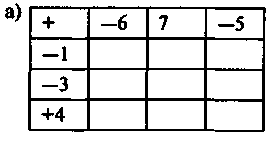 a) + —6 7 —5
—1
—3
+4